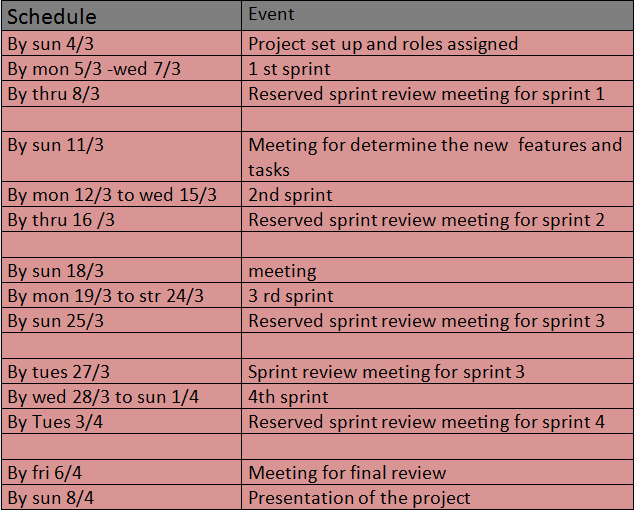 Schedule Event
By sun 4/3 Project set up and roles assigned
By mon 5/3 -wed 7/3 1 st sprint
By thru 8/3 Reserved sprint review meeting for sprint 1
By sun 11/3 Meeting for determine the new features and
tasks
By mon 12/3 to wed 15/3 2nd sprint
By thru 16 /3 Reserved sprint review meeting for sprint 2
By sun 18/3 meeting
By mon 19/3 to str 24/3 3 rd sprint
By sun 25/3 Reserved sprint review meeting for sprint 3
By tues 27/3 Sprint review meeting for sprint 3
By wed 28/3 to sun 1/4 4th sprint
By Tues 3/4 Reserved sprint review meeting for sprint 4
By fri 6/4 Meeting for final review
By sun 8/4 Presentation of the project